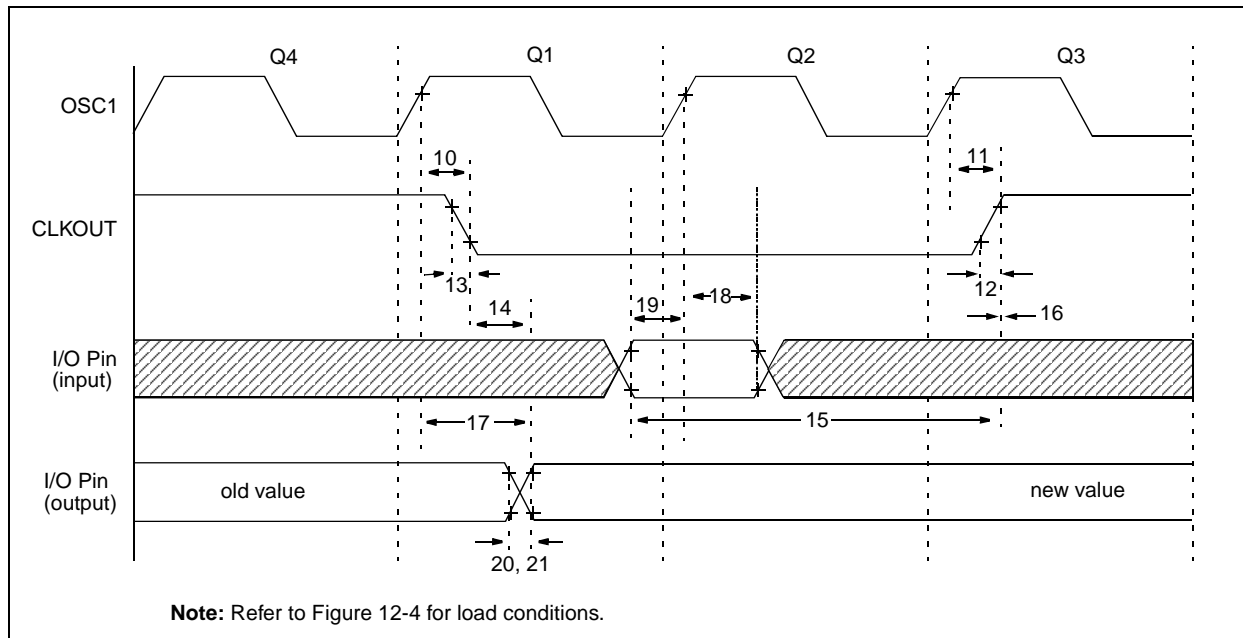 Q4 Q1 Q2 Q3
OSC1
10 11
CLKOUT
13 12
14 19 18 16
I/O Pin
(input)
17 15
I/O Pin
(output)
old value new value
20, 21
Note: Refer to Figure 12-4 for load conditions.